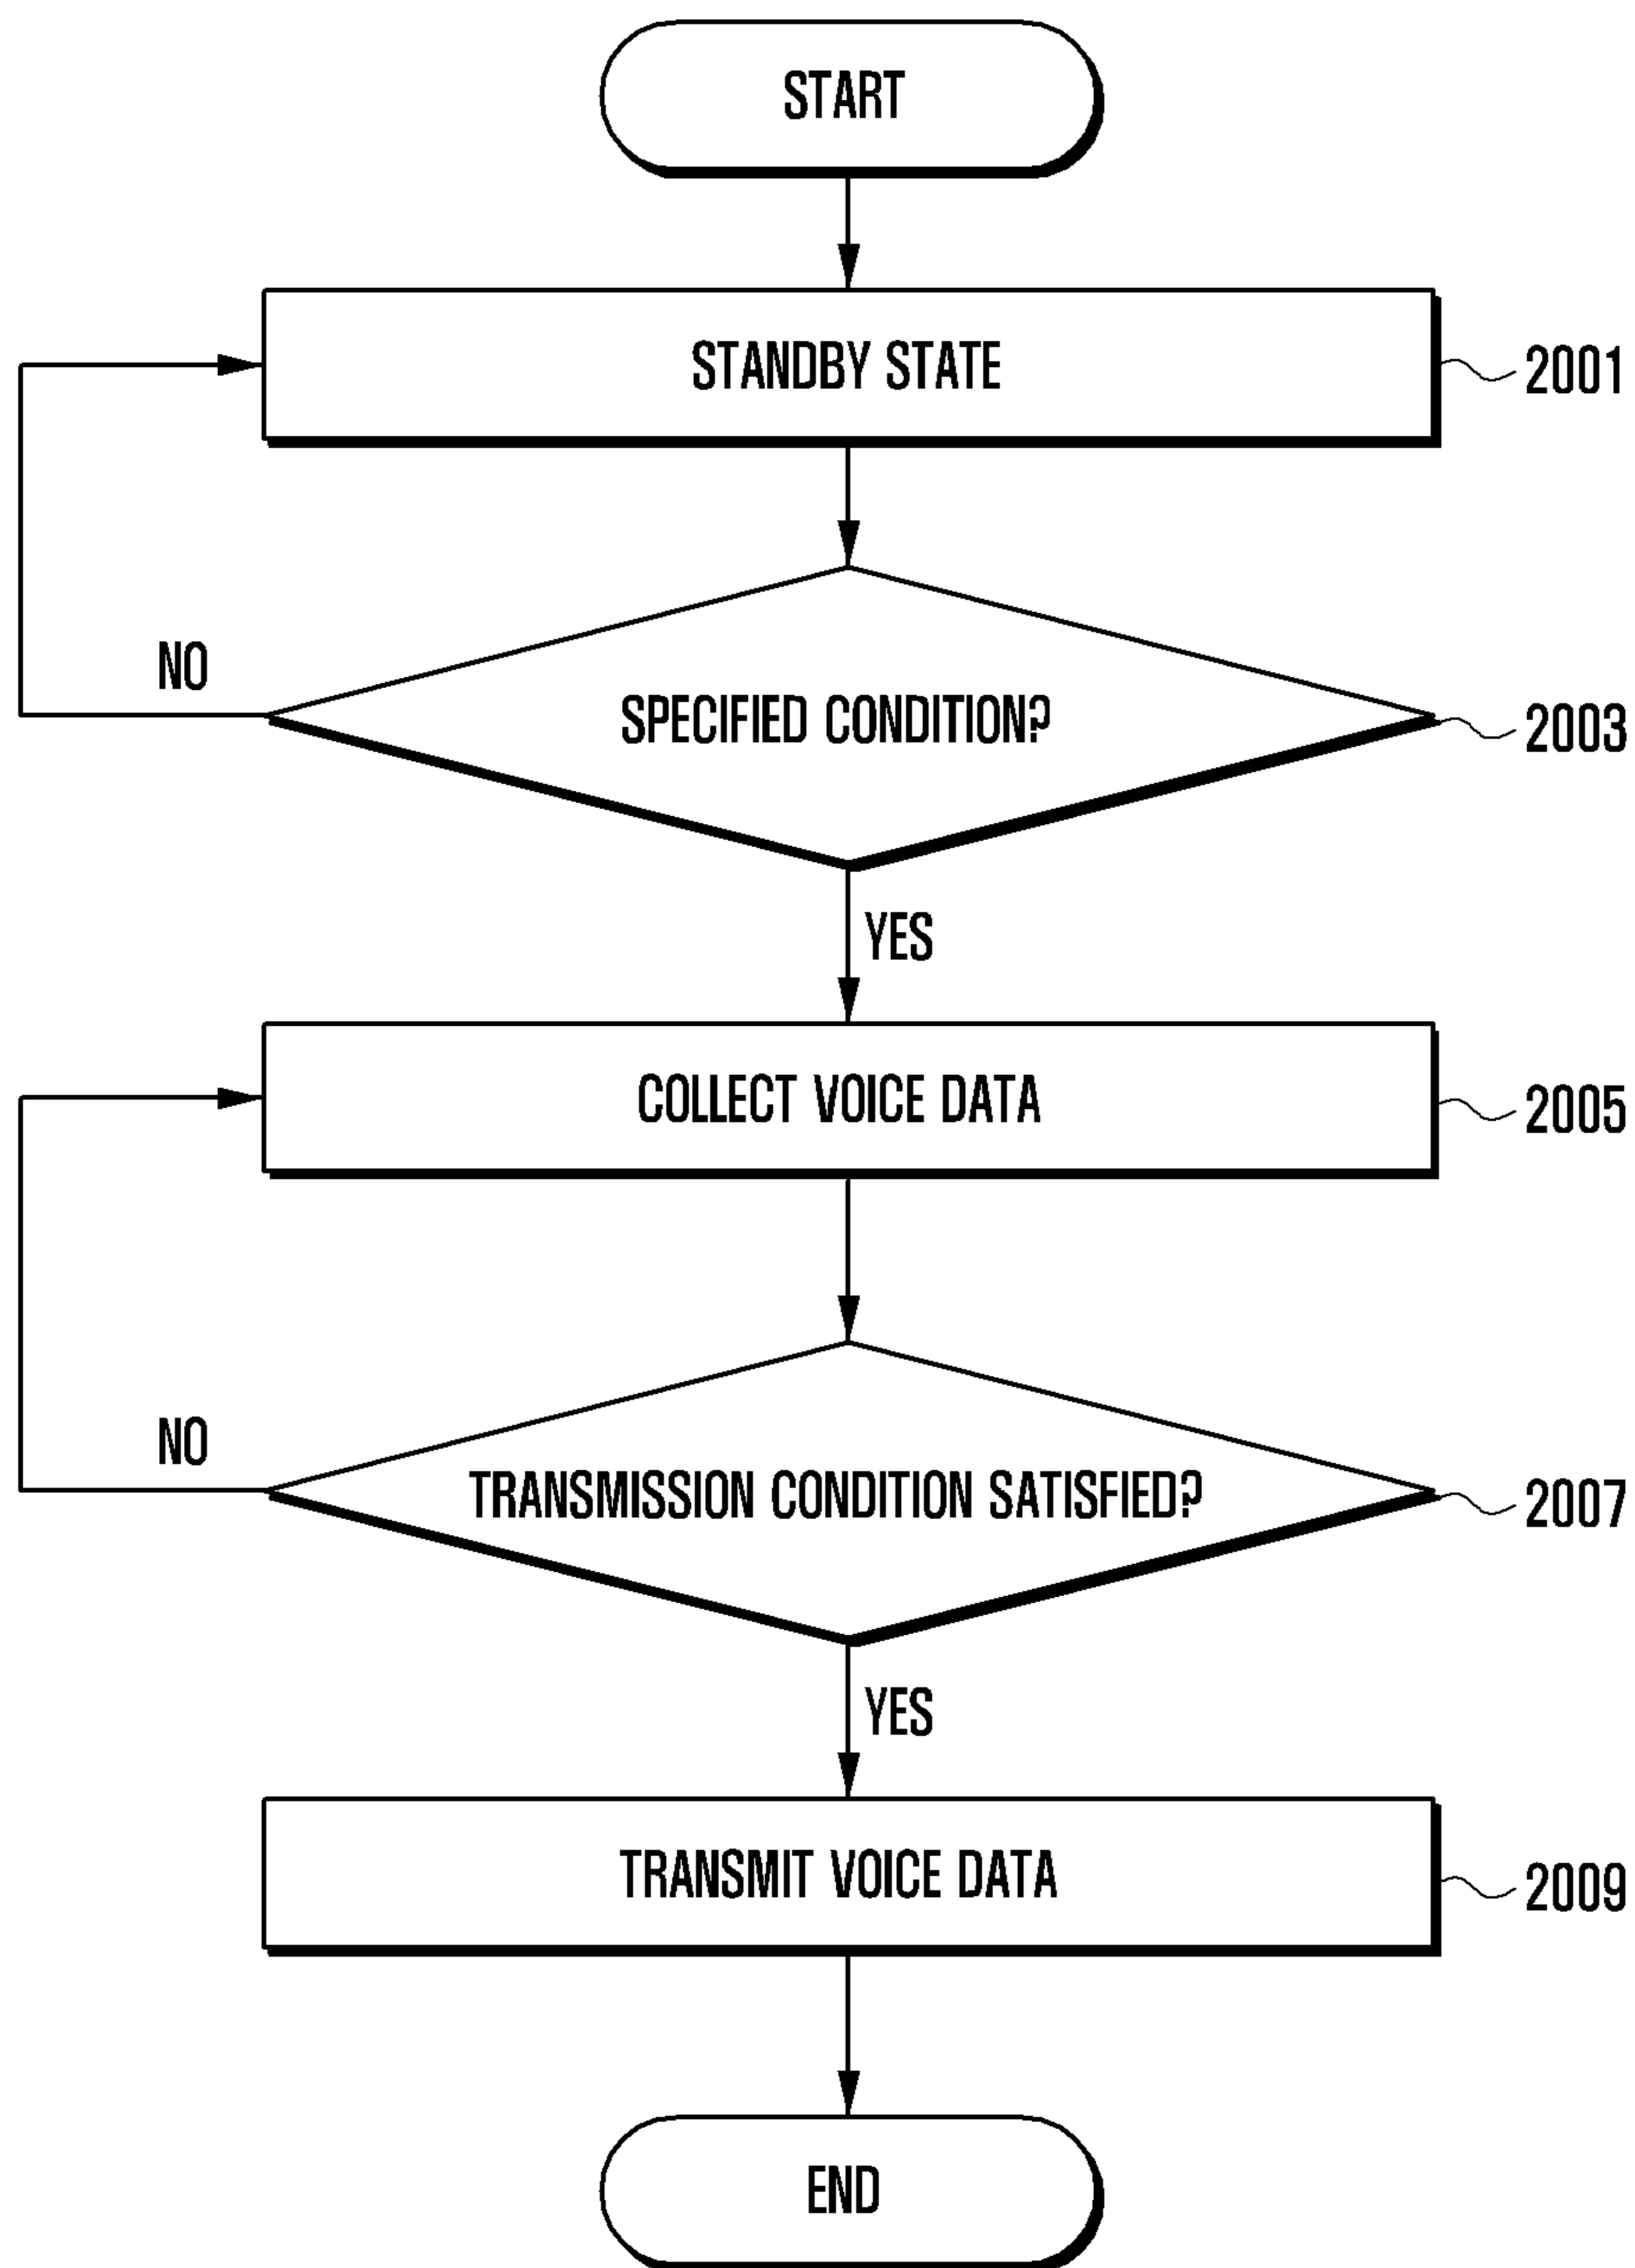 START
STANDBY STATE
2001
NO
SPECIFIED CONDITION?
2003
YES
COLLECT VOICE DATA
2005
NO
TRANSMISSION CONDITION SATISFIED?
2007
YES
TRANSMIT VOICE DATA
2009
END